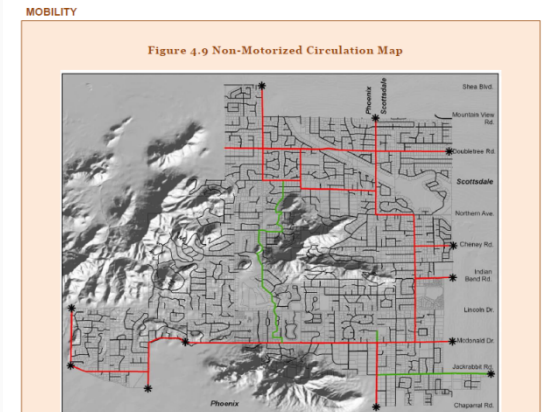 MOBILITY
Figure 4.9 Non-Motorized Circulation Map
Phoenix
Scottsdale
Shea Blvd.
Mountain View
Rd.
Doubletree Rd.
Scottsdale
Northern Ave.
Cheney Rd.
Indian
Bend Rd.
Lincoln Dr.
Mcdonald Dr.
Jackrabbit Rd.
Phoenix
Chaparral Rd.